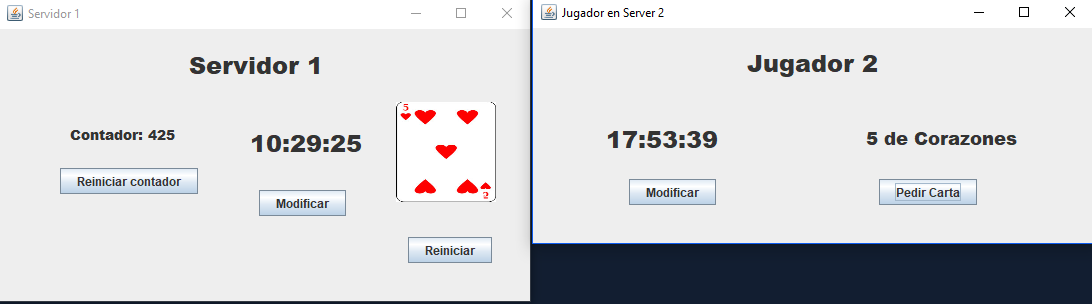 Servidor 1
Servidor 1
Contador: 425
Reiniciar contador
10:29:25
Modificar
5
5
Reiniciar
Jugador en Server 2
Jugador 2
17:53:39
Modificar
5 de Corazones
Pedir Carta